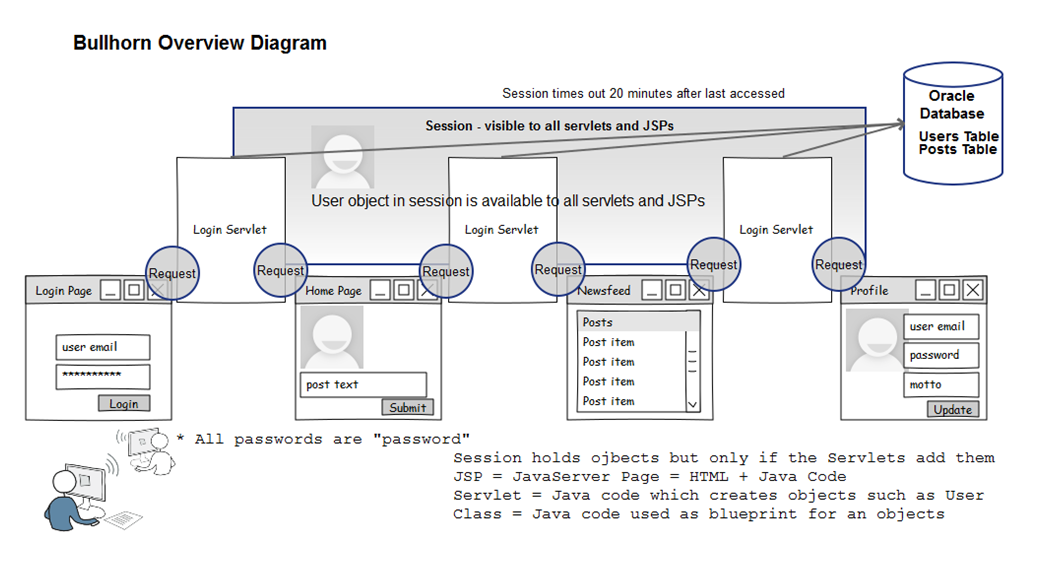 Bullhorn Overview Diagram
Session times out 20 minutes after last accessed
Oracle
Database
Users Table
Posts Table
Session - visible to all servlets and JSPs
User object in session is available to all servlets and JSPs
Login Servlet
Login Servlet
Login Servlet
Request
Request
Request
Request
Request
Request
Login Page
user email
**********
Login
Home Page
post text
Submit
Newsfeed
Posts
Post item
Post item
Post item
Post item
Profile
user email
password
motto
Update
* All passwords are "password"
Session holds ojbects but only if the Servlets add them
JSP = JavaServer Page = HTML + Java Code
Servlet = Java code which creates objects such as User
Class = Java code used as blueprint for an objects